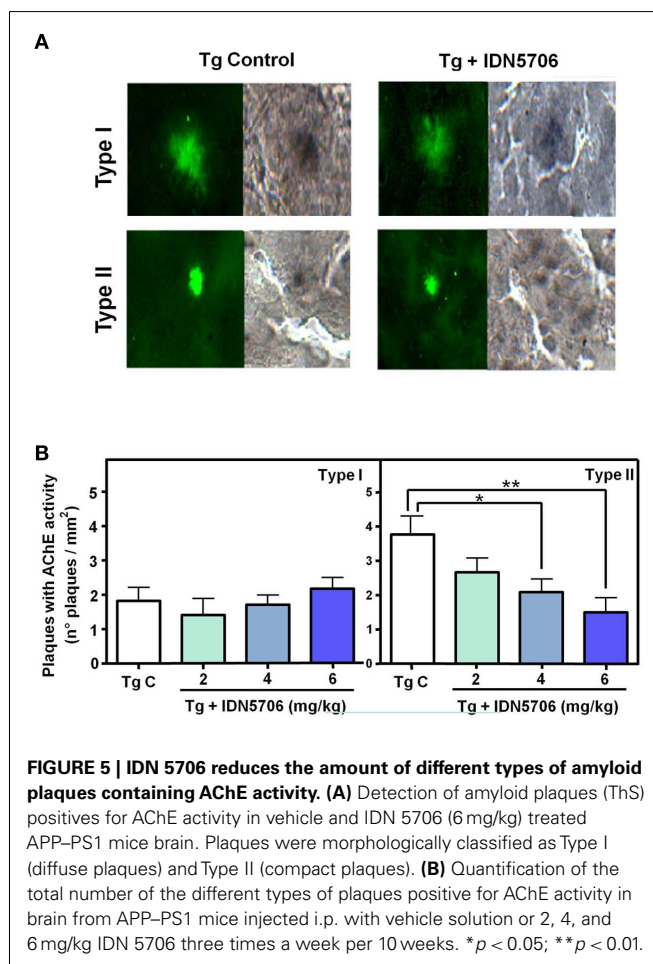 A
Tg Control
Tg + IDN5706
Type I
Type II
B
Plaques with AChE activity
(n° plaques / mm²)
Type I
Type II
5
4
3
2
1
0
5
4
3
2
1
0
**
*
Tg C
2
4
6
Tg + IDN5706 (mg/kg)
Tg C
2
4
6
Tg + IDN5706 (mg/kg)
FIGURE 5 | IDN 5706 reduces the amount of different types of amyloid
plaques containing AChE activity. (A) Detection of amyloid plaques (ThS)
positives for AChE activity in vehicle and IDN 5706 (6 mg/kg) treated
APP–PS1 mice brain. Plaques were morphologically classified as Type I
(diffuse plaques) and Type II (compact plaques). (B) Quantification of the
total number of the different types of plaques positive for AChE activity in
brain from APP–PS1 mice injected i.p. with vehicle solution or 2, 4, and
6 mg/kg IDN 5706 three times a week per 10 weeks. *p < 0.05; **p < 0.01.